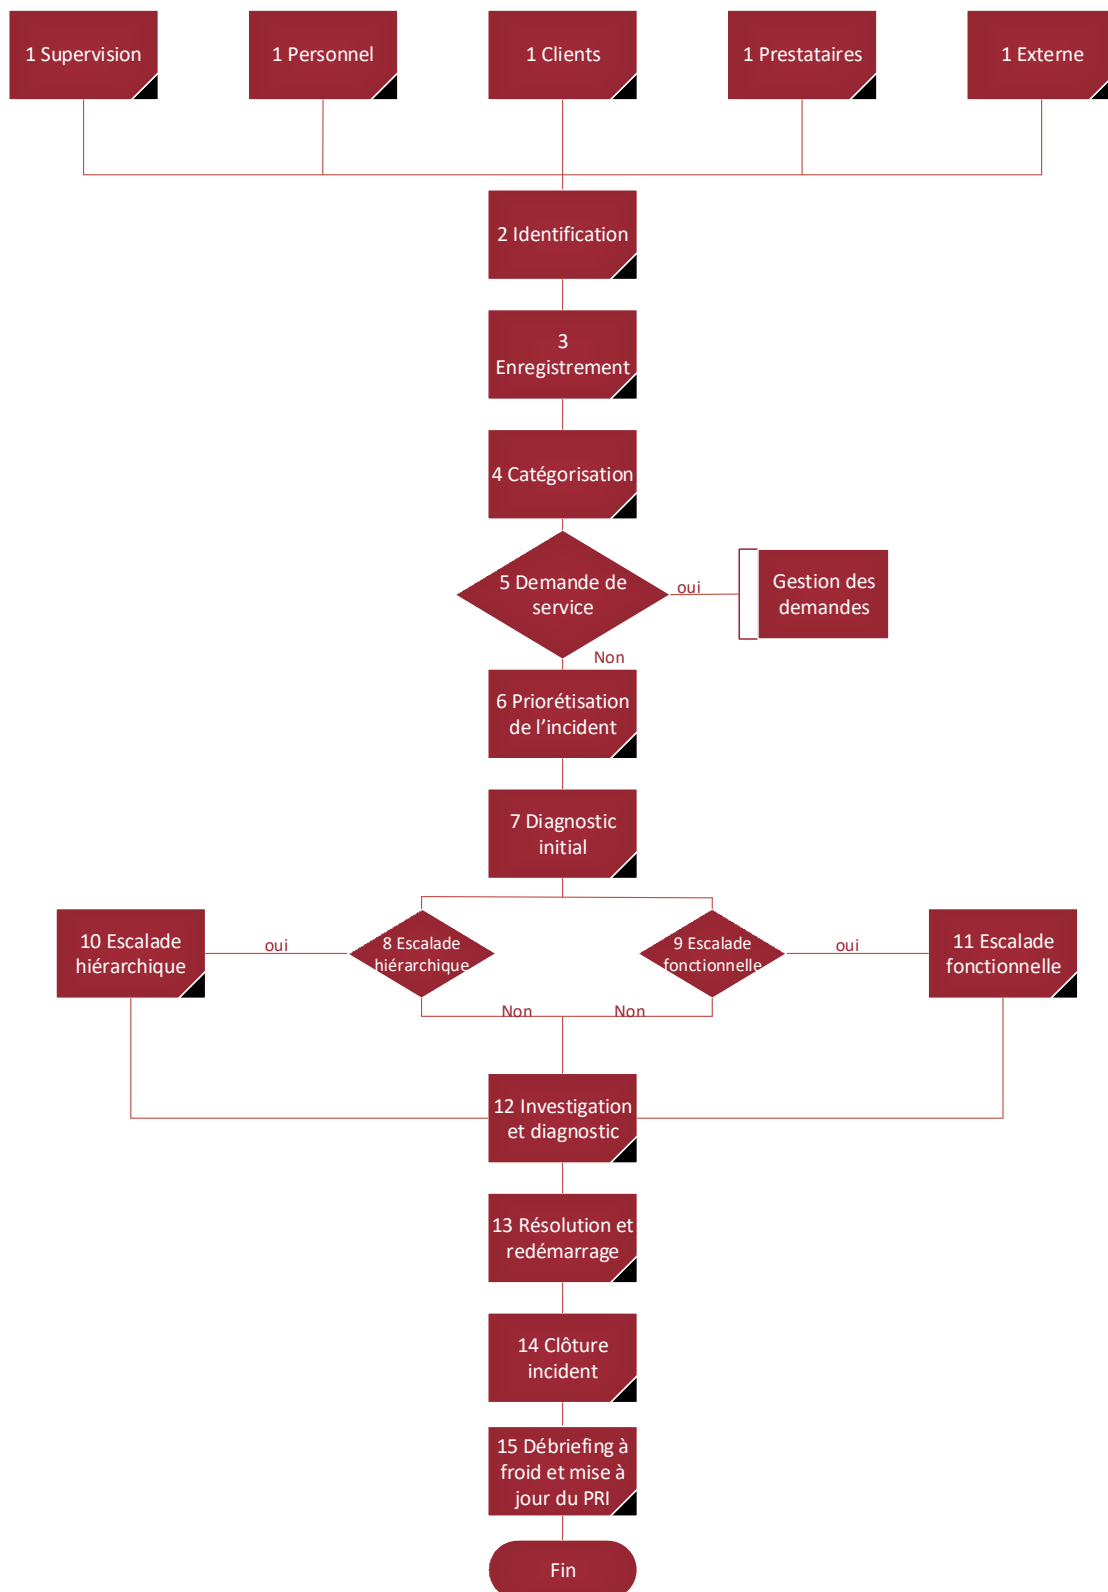 1 Supervision
1 Personnel
1 Clients
1 Prestataires
1 Externe
2 Identification
3
Enregistrement
4 Catégorisation
5 Demande de
service
oui
Gestion des
demandes
Non
6 Priorétisation
de l’incident
7 Diagnostic
initial
10 Escalade
hiérarchique
oui
8 Escalade
hiérarchique
9 Escalade
fonctionnelle
oui
11 Escalade
fonctionnelle
Non
Non
12 Investigation
et diagnostic
13 Résolution et
redémarrage
14 Clôture
incident
15 Débriefing à
froid et mise à
jour du PRI
Fin